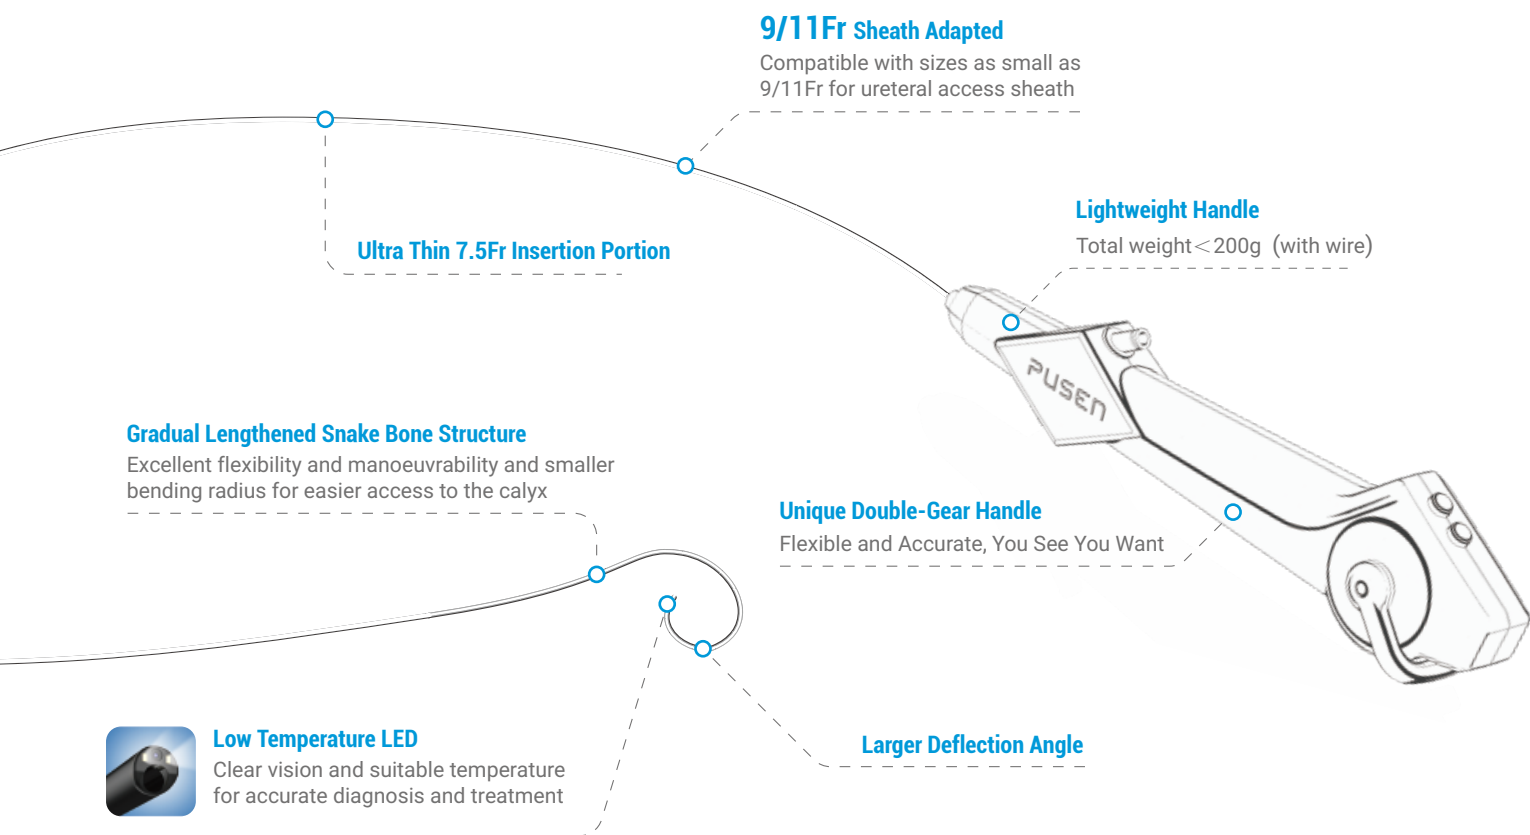 9/11Fr Sheath Adapted
Compatible with sizes as small as
9/11Fr for ureteral access sheath
Ultra Thin 7.5Fr Insertion Portion
Lightweight Handle
Total weight＜200g (with wire)
PUSEN
Gradual Lengthened Snake Bone Structure
Excellent flexibility and manoeuvrability and smaller
bending radius for easier access to the calyx
Unique Double-Gear Handle
Flexible and Accurate, You See You Want
Low Temperature LED
Clear vision and suitable temperature
for accurate diagnosis and treatment
Larger Deflection Angle